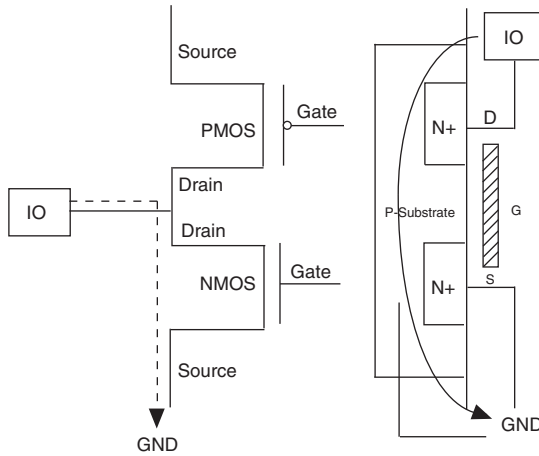 Source
PMOS
Gate
Drain
IO
Drain
NMOS
Gate
Source
GND
IO
N+
D
P-Substrate
G
N+
S
GND